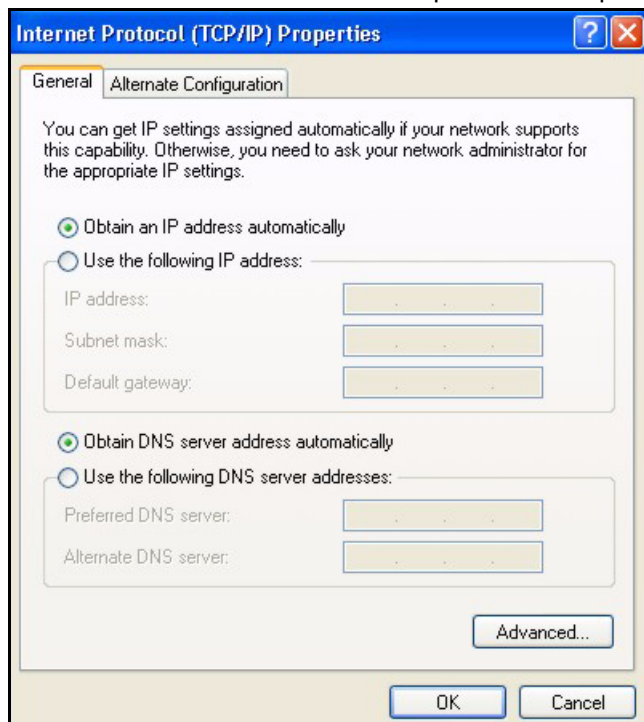 Internet Protocol (TCP/IP) Properties
General
Alternate Configuration
You can get IP settings assigned automatically if your network supports
this capability. Otherwise, you need to ask your network administrator for
the appropriate IP settings.
Obtain an IP address automatically
Use the following IP address:
IP address:
Subnet mask:
Default gateway:
Obtain DNS server address automatically
Use the following DNS server addresses:
Preferred DNS server:
Alternate DNS server:
Advanced...
OK
Cancel